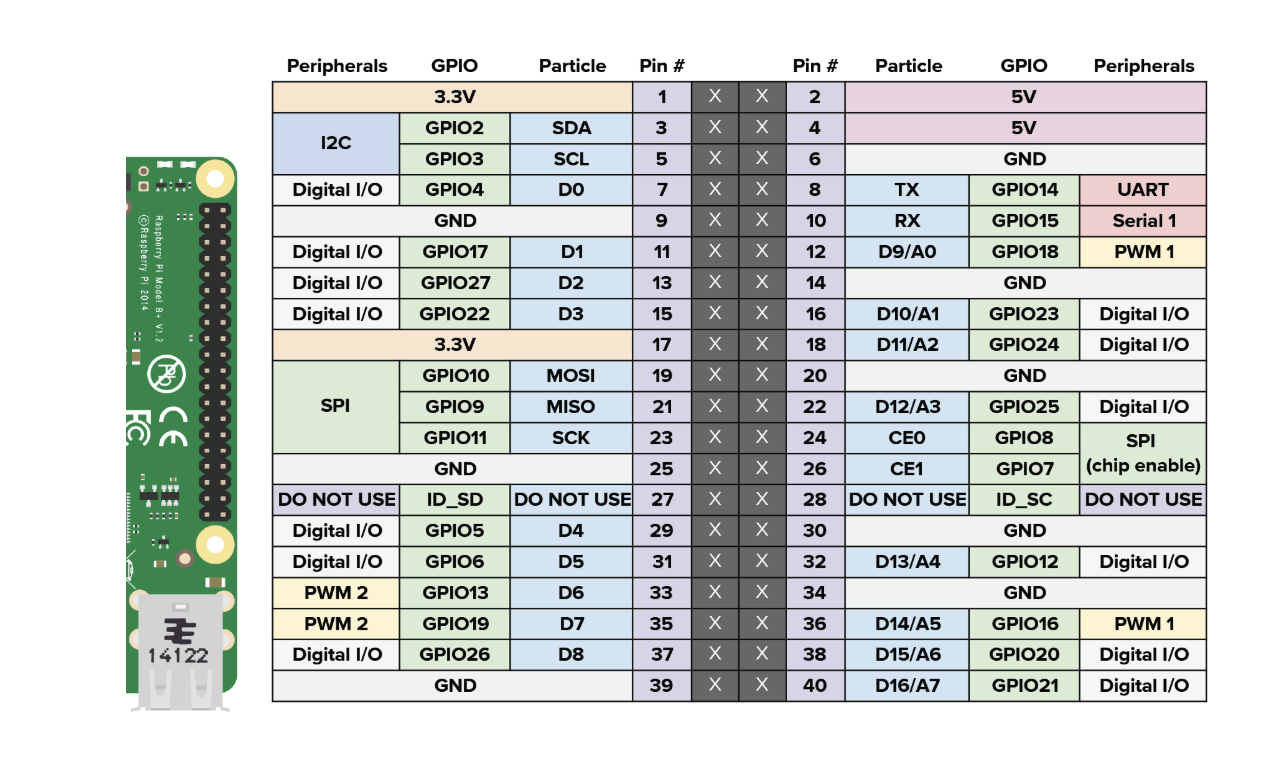 Peripherals GPIO Particle Pin # Pin # Particle GPIO Peripherals
3.3V 1 X X 2 5V
I2C GPIO2 SDA 3 X X 4 5V
GPIO3 SCL 5 X X 6 GND
Digital I/O GPIO4 D0 7 X X 8 TX GPIO14 UART
GND 9 X X 10 RX GPIO15 Serial 1
Digital I/O GPIO17 D1 11 X X 12 D9/A0 GPIO18 PWM 1
Digital I/O GPIO27 D2 13 X X 14 GND
Digital I/O GPIO22 D3 15 X X 16 D10/A1 GPIO23 Digital I/O
3.3V 17 X X 18 D11/A2 GPIO24 Digital I/O
SPI GPIO10 MOSI 19 X X 20 GND
GPIO9 MISO 21 X X 22 D12/A3 GPIO25 Digital I/O
GPIO11 SCK 23 X X 24 CE0 GPIO8 SPI
GND 25 X X 26 CE1 GPIO7 (chip enable)
DO NOT USE ID_SD DO NOT USE 27 X X 28 DO NOT USE ID_SC DO NOT USE
Digital I/O GPIO5 D4 29 X X 30 GND
Digital I/O GPIO6 D5 31 X X 32 D13/A4 GPIO12 Digital I/O
PWM 2 GPIO13 D6 33 X X 34 GND
PWM 2 GPIO19 D7 35 X X 36 D14/A5 GPIO16 PWM 1
Digital I/O GPIO26 D8 37 X X 38 D15/A6 GPIO20 Digital I/O
GND 39 X X 40 D16/A7 GPIO21 Digital I/O
Raspberry Pi Model B+ V1.2
©Raspberry Pi 2014
Pb
FC CE
14122